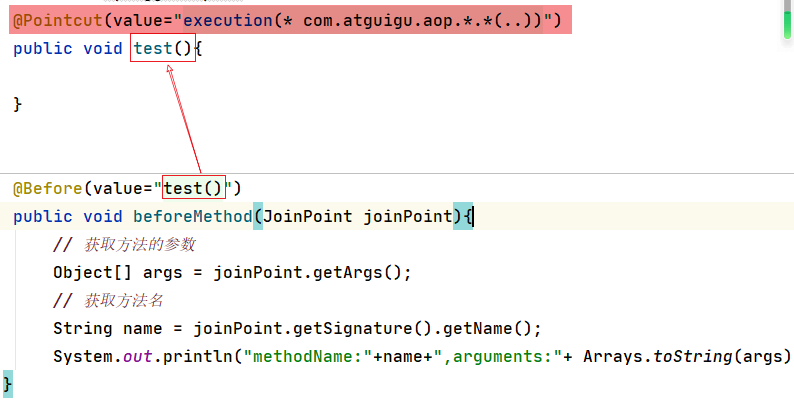 @Pointcut(value="execution(* com.atguigu.aop.*.*(..))")
public void test(){
}
@Before(value="test()")
public void beforeMethod(JoinPoint joinPoint){
// 获取方法的参数
Object[] args = joinPoint.getArgs();
// 获取方法名
String name = joinPoint.getSignature().getName();
System.out.println("methodName:"+name+",arguments:"+ Arrays.toString(args)
}